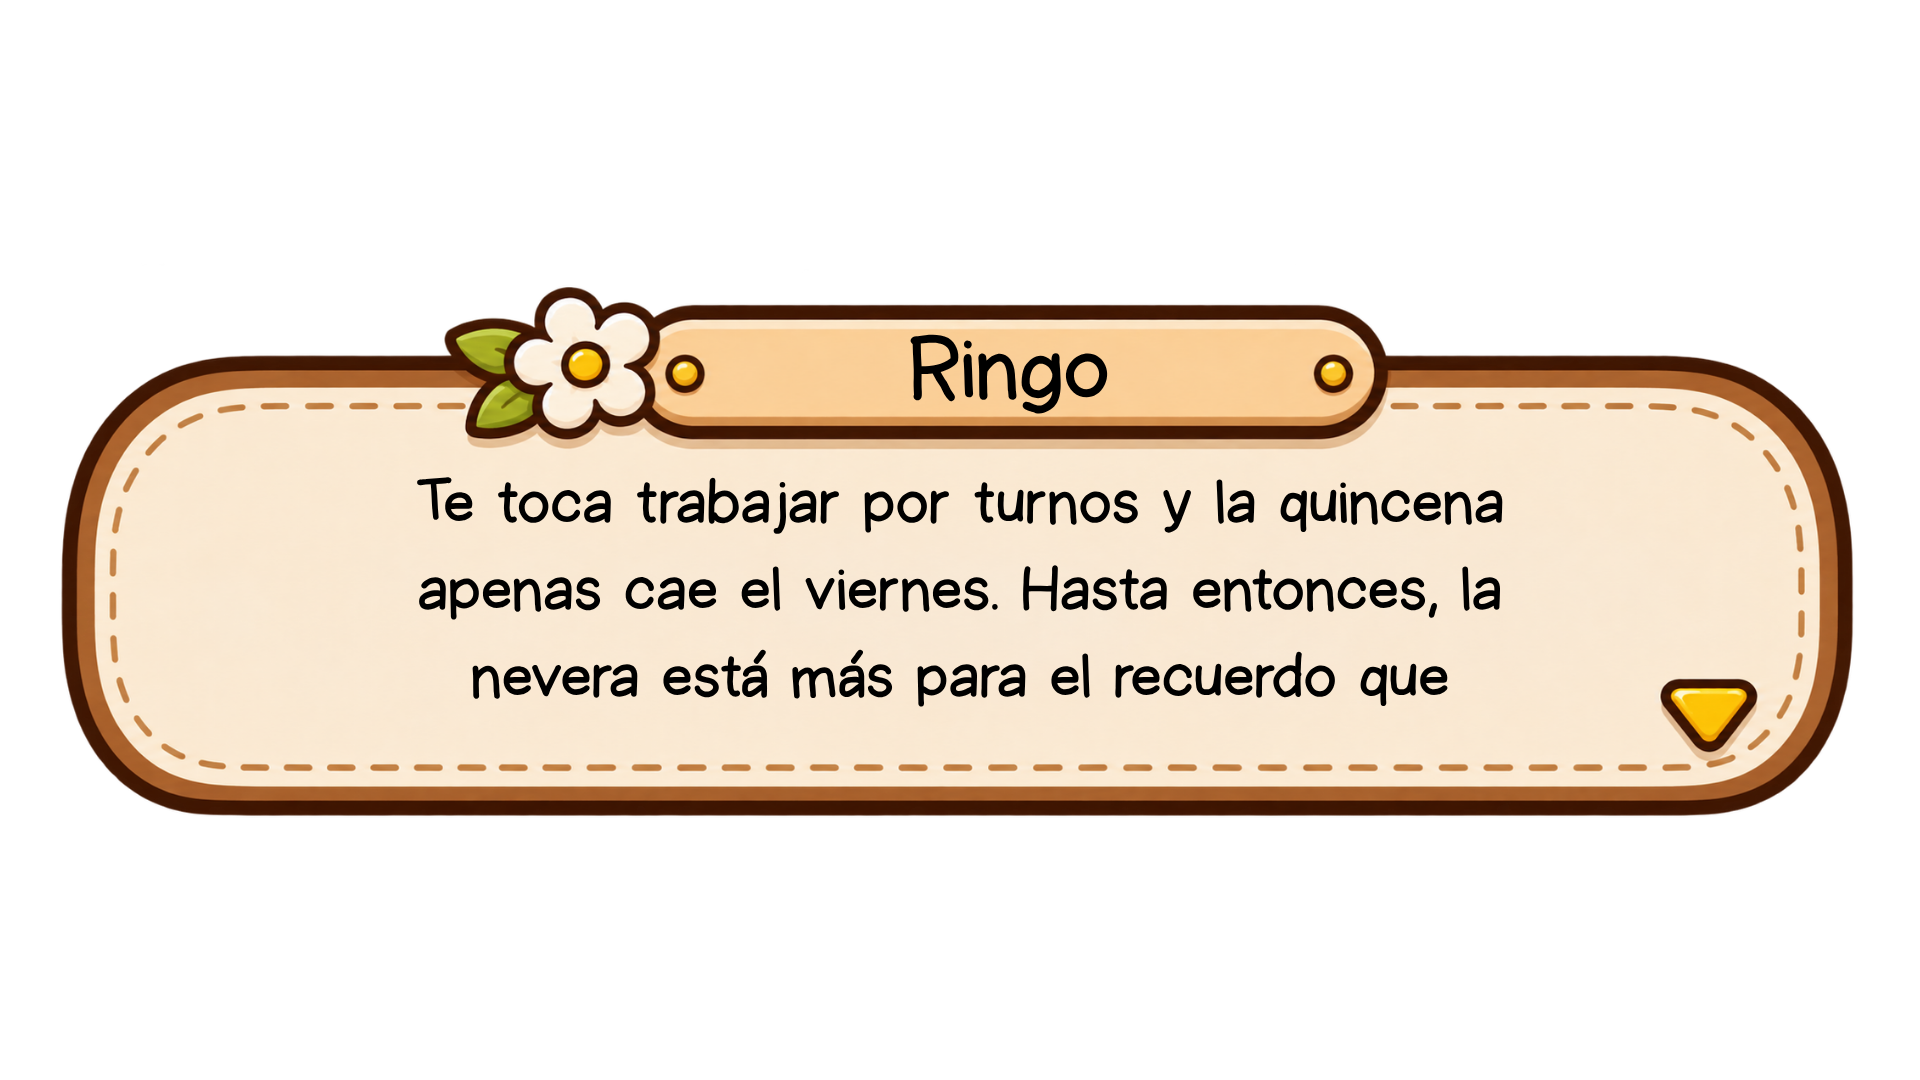 Ringo
Te toca trabajar por turnos y la quincena
apenas cae el viernes. Hasta entonces, la
nevera está más para el recuerdo que